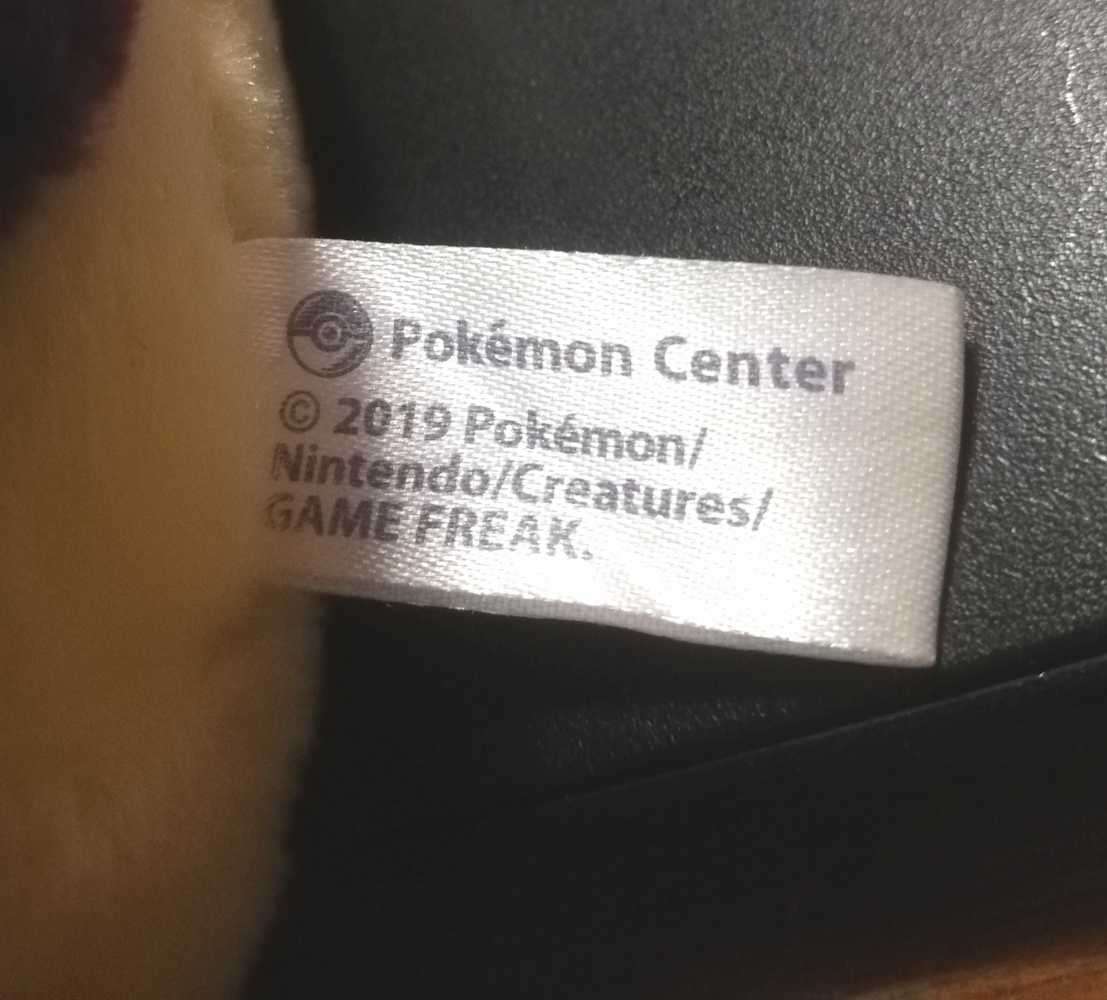 Pokémon Center
© 2019 Pokémon/
Nintendo/Creatures/
GAME FREAK.